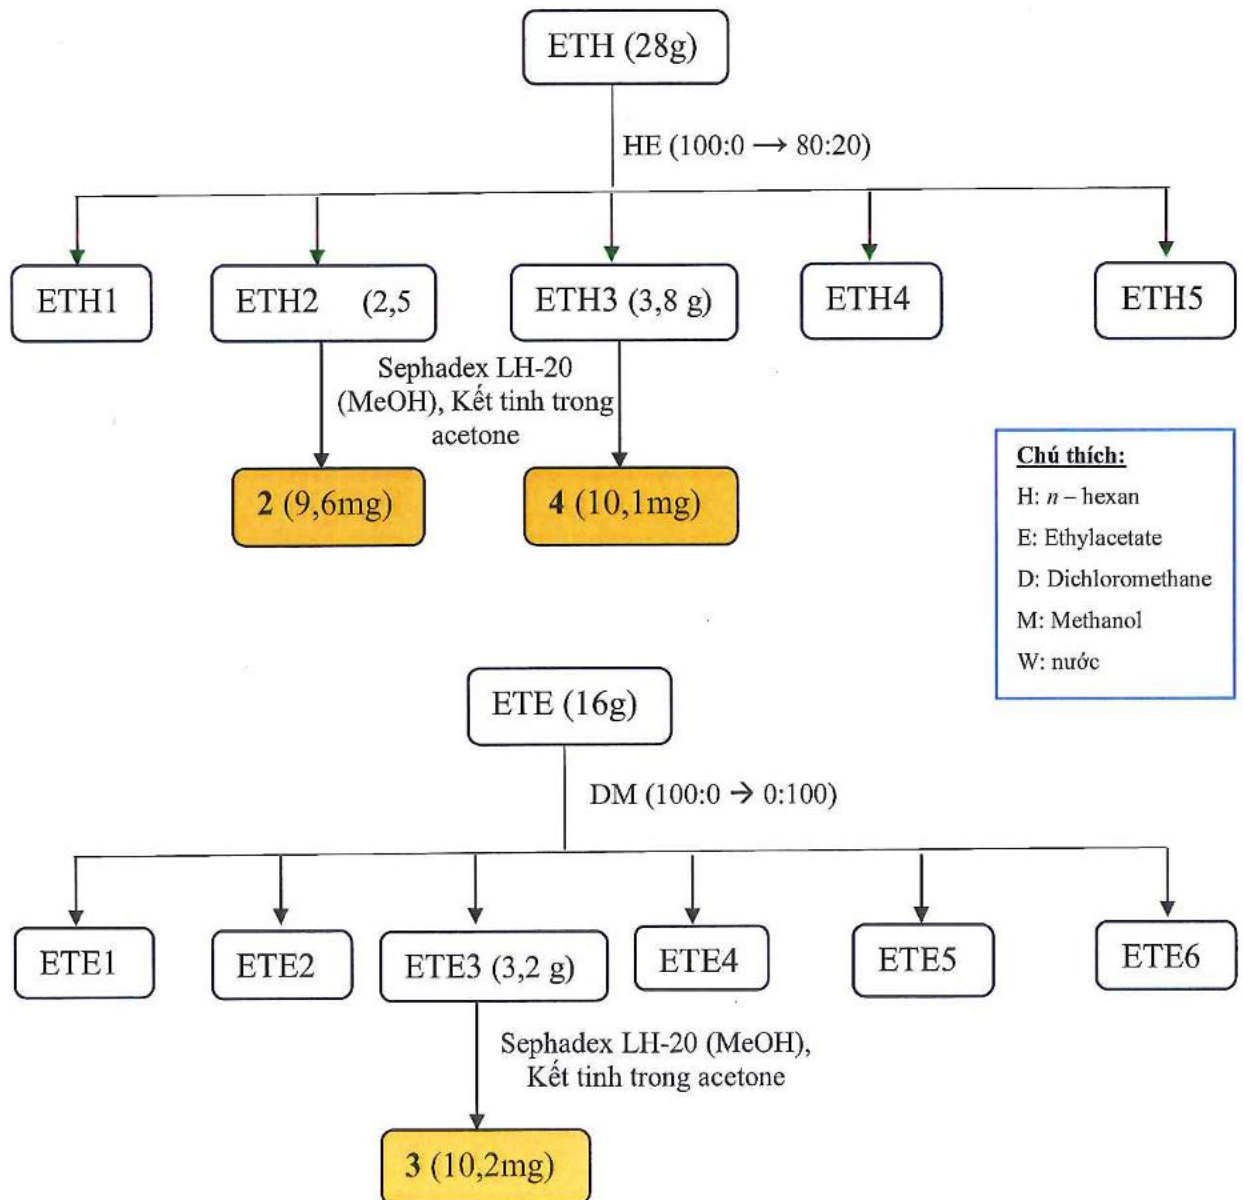 ETH (28g)
HE (100:0 → 80:20)
ETH1
ETH2 (2,5
ETH3 (3,8 g)
ETH4
ETH5
Sephadex LH-20
(MeOH), Kết tinh trong
acetone
2 (9,6mg)
4 (10,1mg)
Chú thích:
H: n – hexan
E: Ethylacetate
D: Dichloromethane
M: Methanol
W: nước
ETE (16g)
DM (100:0 → 0:100)
ETE1
ETE2
ETE3 (3,2 g)
ETE4
ETE5
ETE6
Sephadex LH-20 (MeOH),
Kết tinh trong acetone
3 (10,2mg)